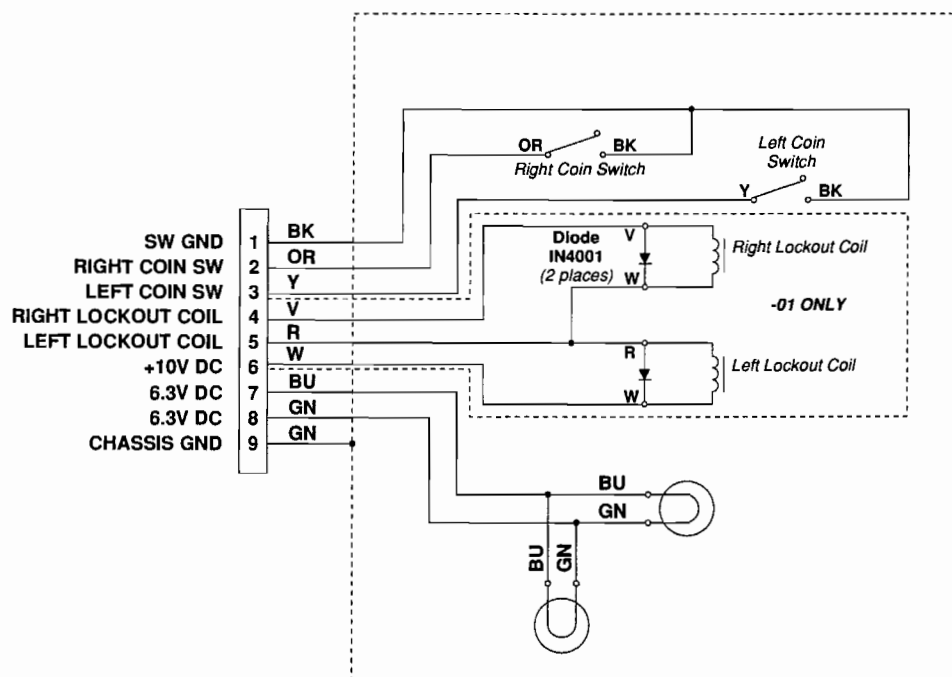 OR
BK
Right Coin Switch
Left Coin
Switch
Y
BK
SW GND 1 BK
RIGHT COIN SW 2 OR
LEFT COIN SW 3 Y
RIGHT LOCKOUT COIL 4 V
LEFT LOCKOUT COIL 5 R
+10V DC 6 W
6.3V DC 7 BU
6.3V DC 8 GN
CHASSIS GND 9 GN
Diode
IN4001
(2 places)
V
W
Right Lockout Coil
-01 ONLY
R
W
Left Lockout Coil
BU
GN
BU
GN